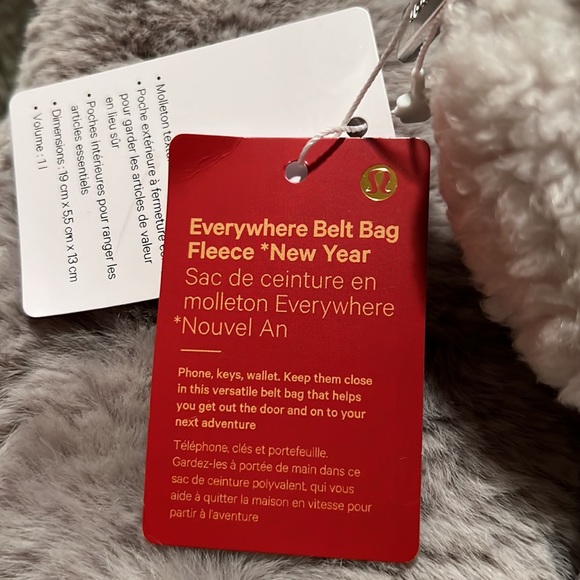 Everywhere Belt Bag
Fleece *New Year
Sac de ceinture en
molleton Everywhere
*Nouvel An
Phone, keys, wallet. Keep them close
in this versatile belt bag that helps
you get out the door and on to your
next adventure
Téléphone, clés et portefeuille.
Gardez-les à portée de main dans ce
sac de ceinture polyvalent, qui vous
aide à quitter la maison en vitesse pour
partir à l'aventure
• Molleton
• Poche extérieure à fermeture
pour garder les articles de valeur
en lieu sûr
• Poches intérieures pour ranger les
articles essentiels
• Dimensions : 19 cm x 5,5 cm x 13 cm
• Volume : 1 l